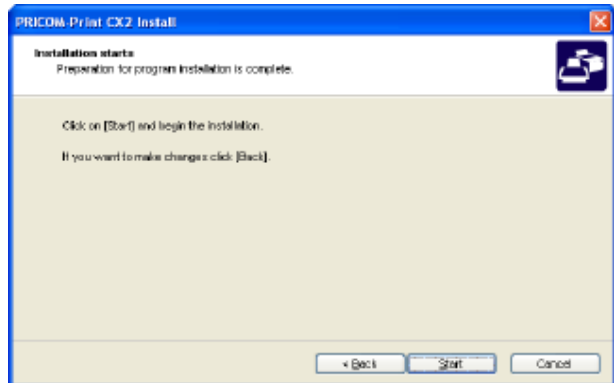 PRICOM-Print CX2 Install
Installation starts
Preparation for program installation is complete.
Click on [Start] and begin the installation.
If you want to make changes click [Back].
< Back
Start
Cancel